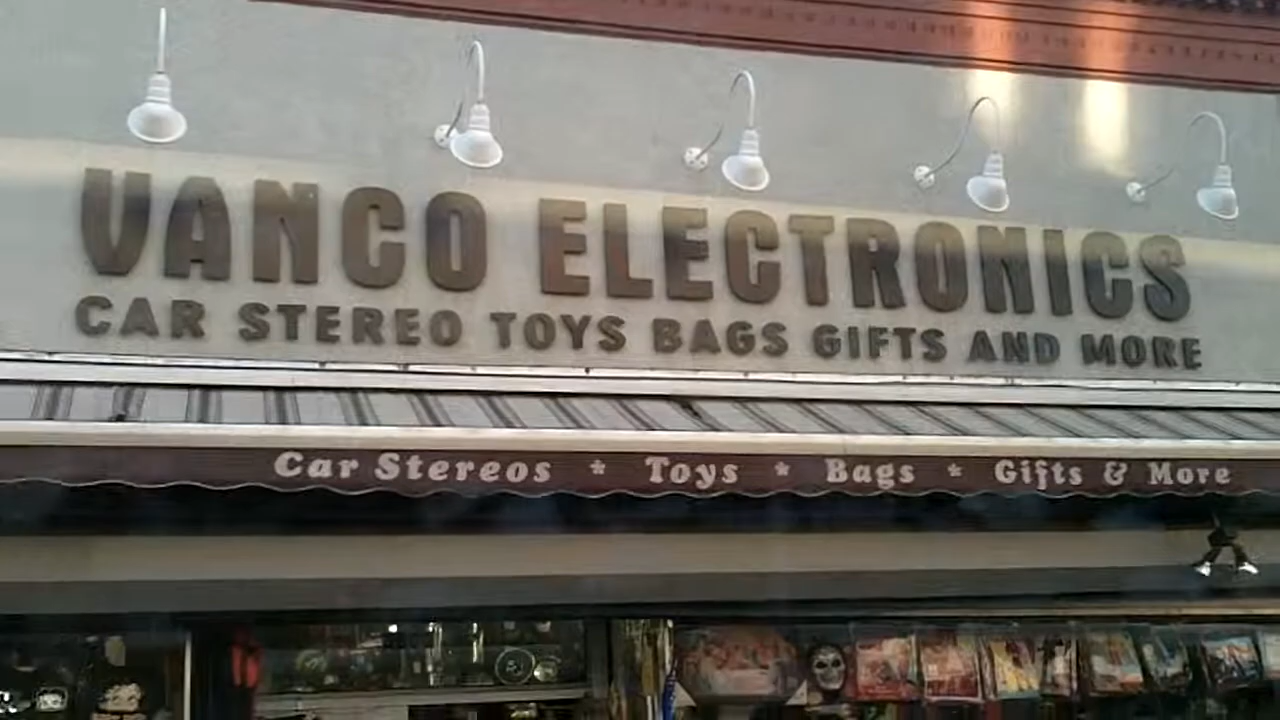 VANCO ELECTRONICS
CAR STEREO TOYS BAGS GIFTS AND MORE
Car Stereos * Toys * Bags * Gifts & More